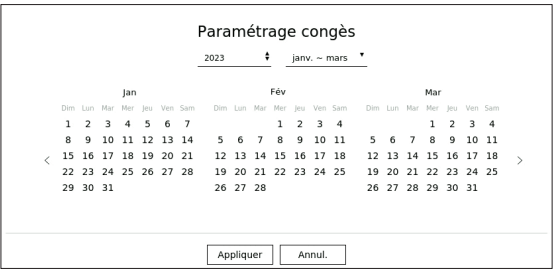 Paramétrage congès
2023 janv. ~ mars
Jan Fév Mar
Dim Lun Mar Mer Jeu Ven Sam Dim Lun Mar Mer Jeu Ven Sam Dim Lun Mar Mer Jeu Ven Sam
1 2 3 4 5 6 7 1 2 3 4 1 2 3 4
8 9 10 11 12 13 14 5 6 7 8 9 10 11 5 6 7 8 9 10 11
15 16 17 18 19 20 21 12 13 14 15 16 17 18 12 13 14 15 16 17 18
22 23 24 25 26 27 28 19 20 21 22 23 24 25 19 20 21 22 23 24 25
29 30 31 26 27 28 26 27 28 29 30 31
Appliquer Annul.